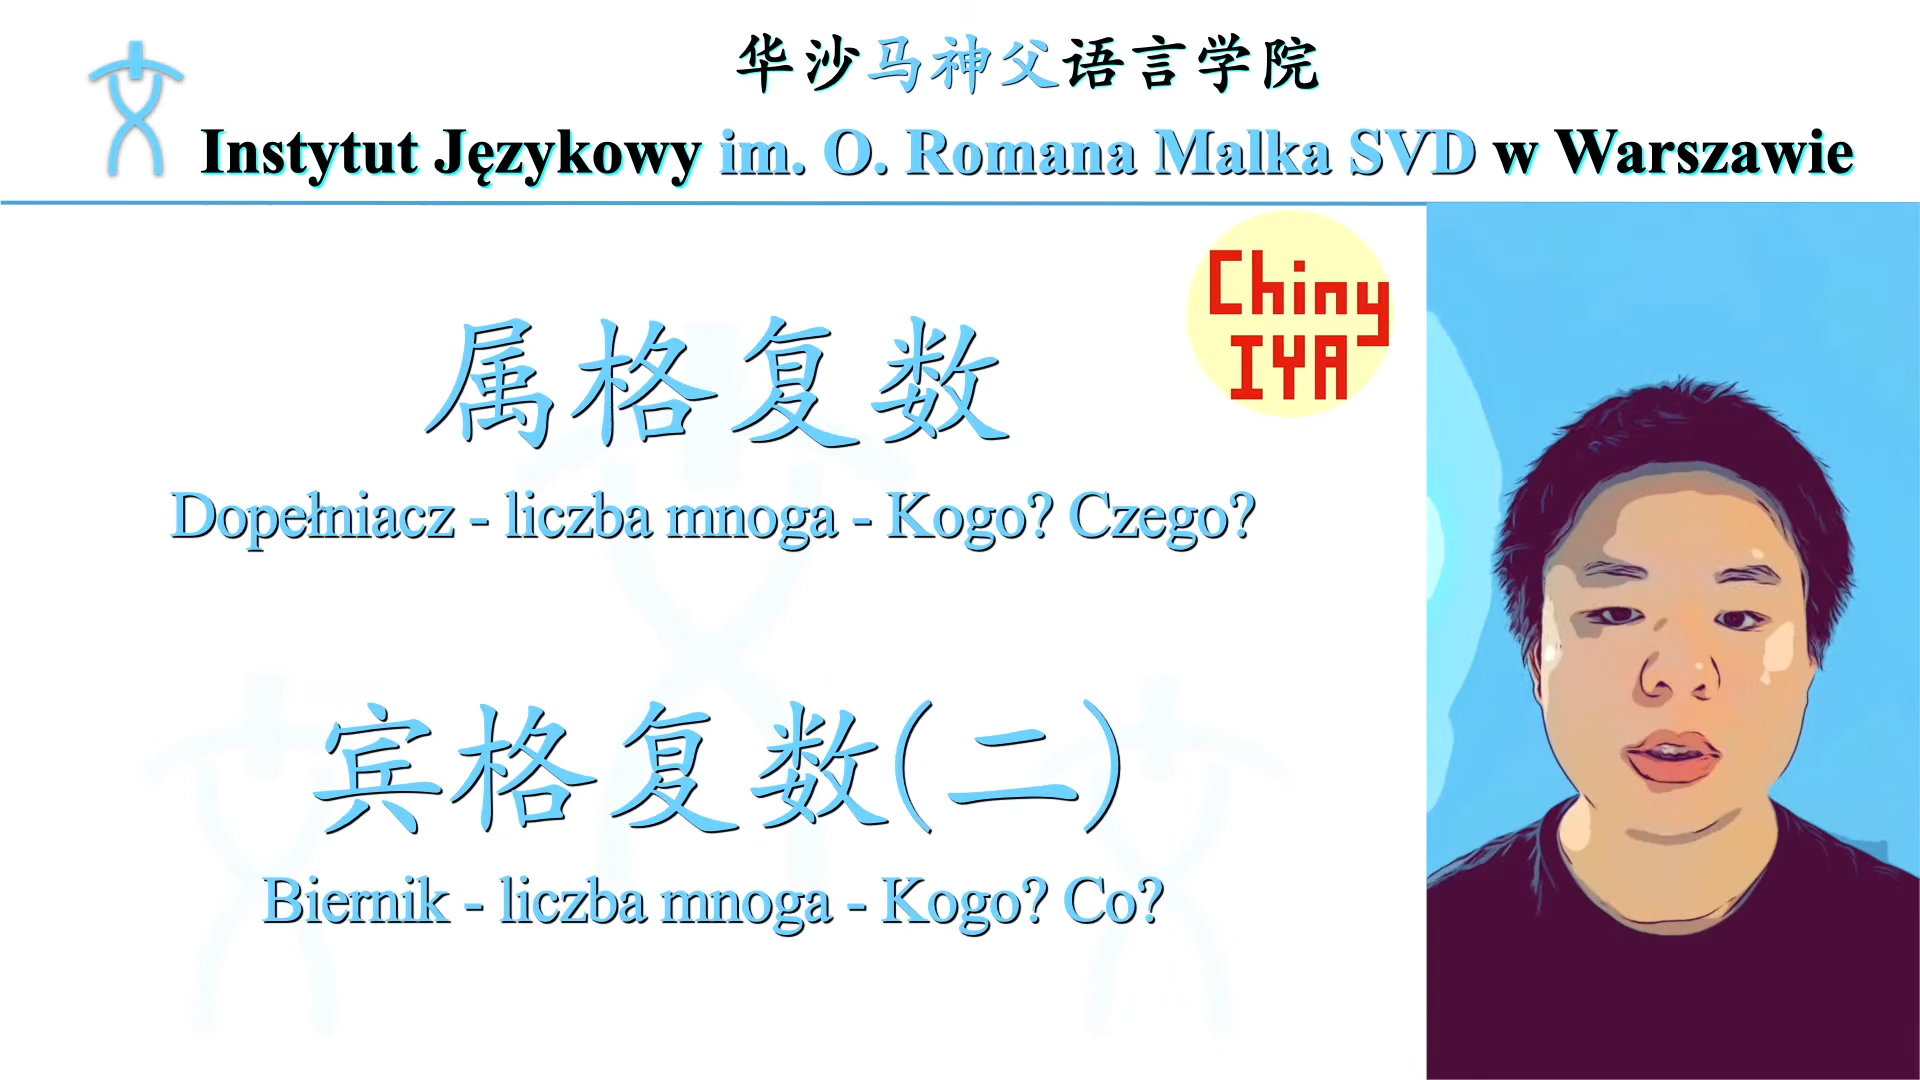 华沙马神父语言学院
Instytut Językowy im. O. Romana Malka SVD w Warszawie
Chiny
IYA
属格复数
Dopełniacz - liczba mnoga - Kogo? Czego?
宾格复数(二)
Biernik - liczba mnoga - Kogo? Co?